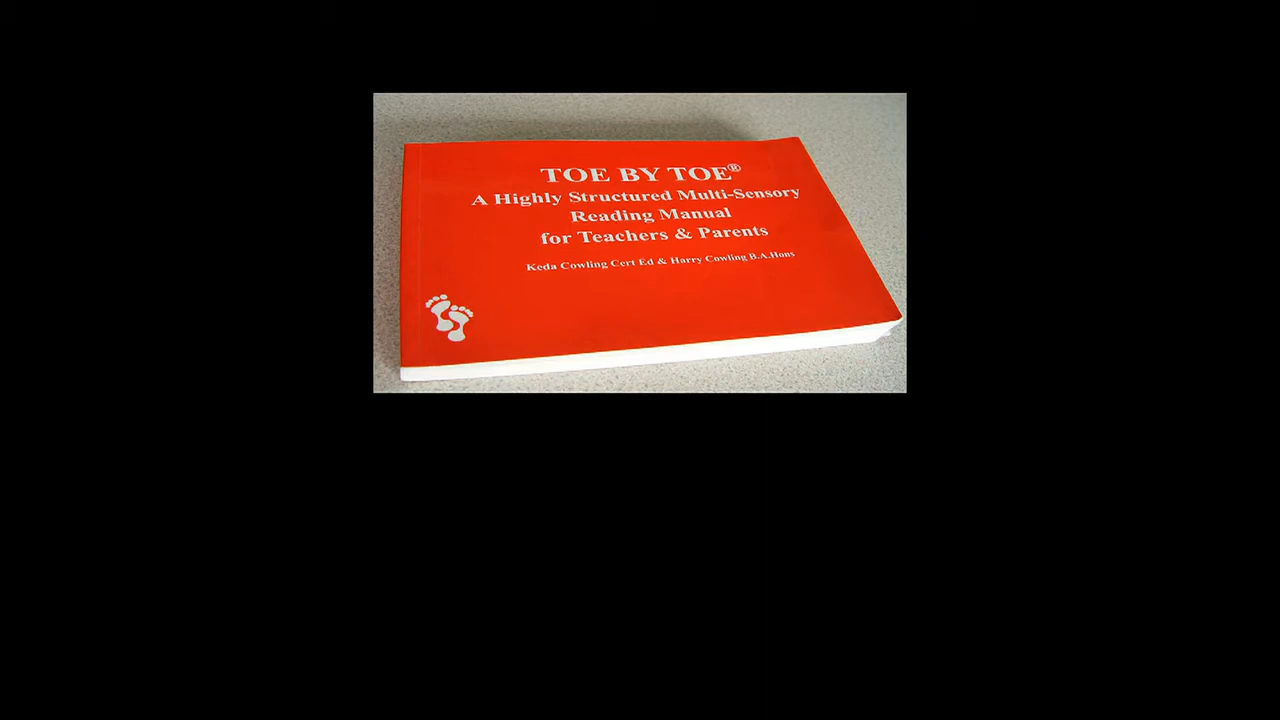 TOE BY TOE®
A Highly Structured Multi-Sensory
Reading Manual
for Teachers & Parents
Keda Cowling Cert Ed & Harry Cowling B.A.Hons